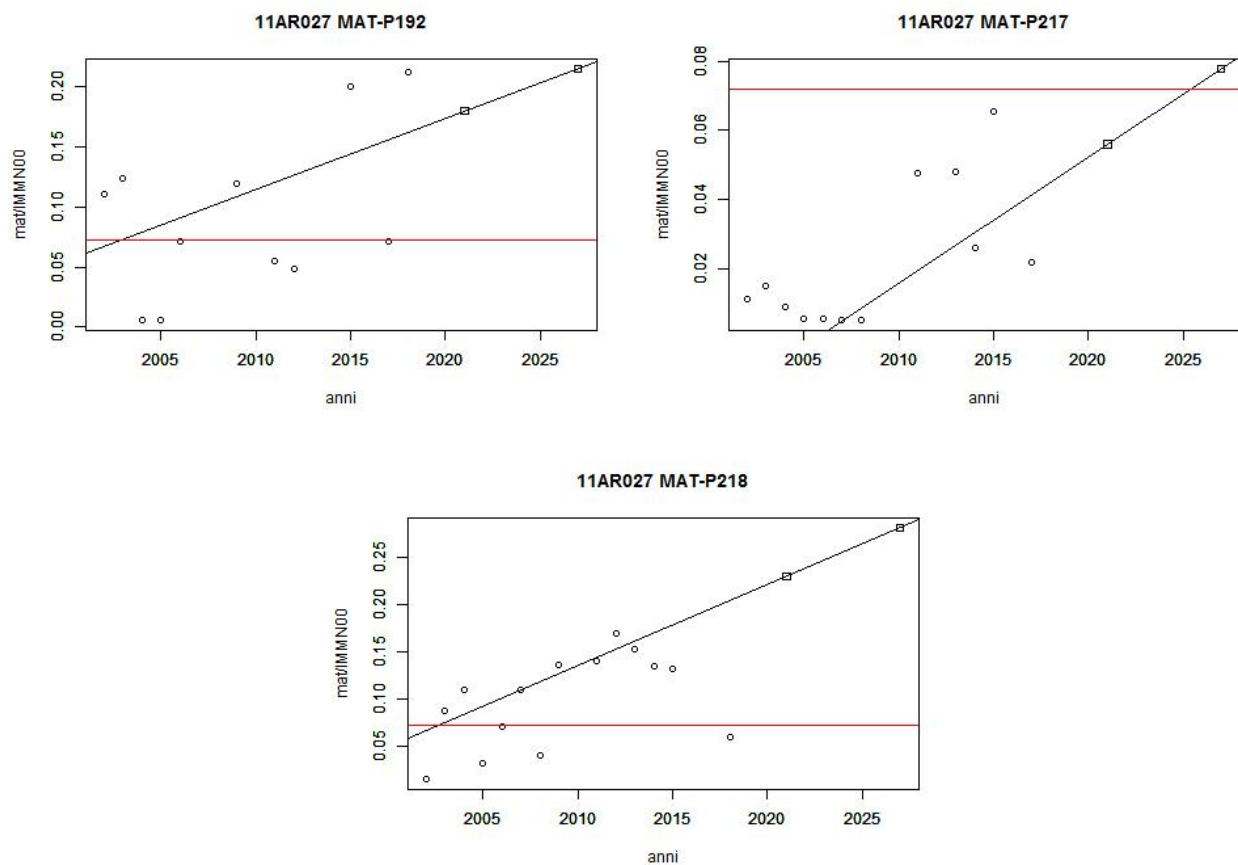 11AR027 MAT-P192
mat/IMMN00
0.00 0.05 0.10 0.15 0.20
2005 2010 2015 2020 2025
anni
11AR027 MAT-P217
mat/IMMN00
0.02 0.04 0.06 0.08
2005 2010 2015 2020 2025
anni
11AR027 MAT-P218
mat/IMMN00
0.05 0.10 0.15 0.20 0.25
2005 2010 2015 2020 2025
anni